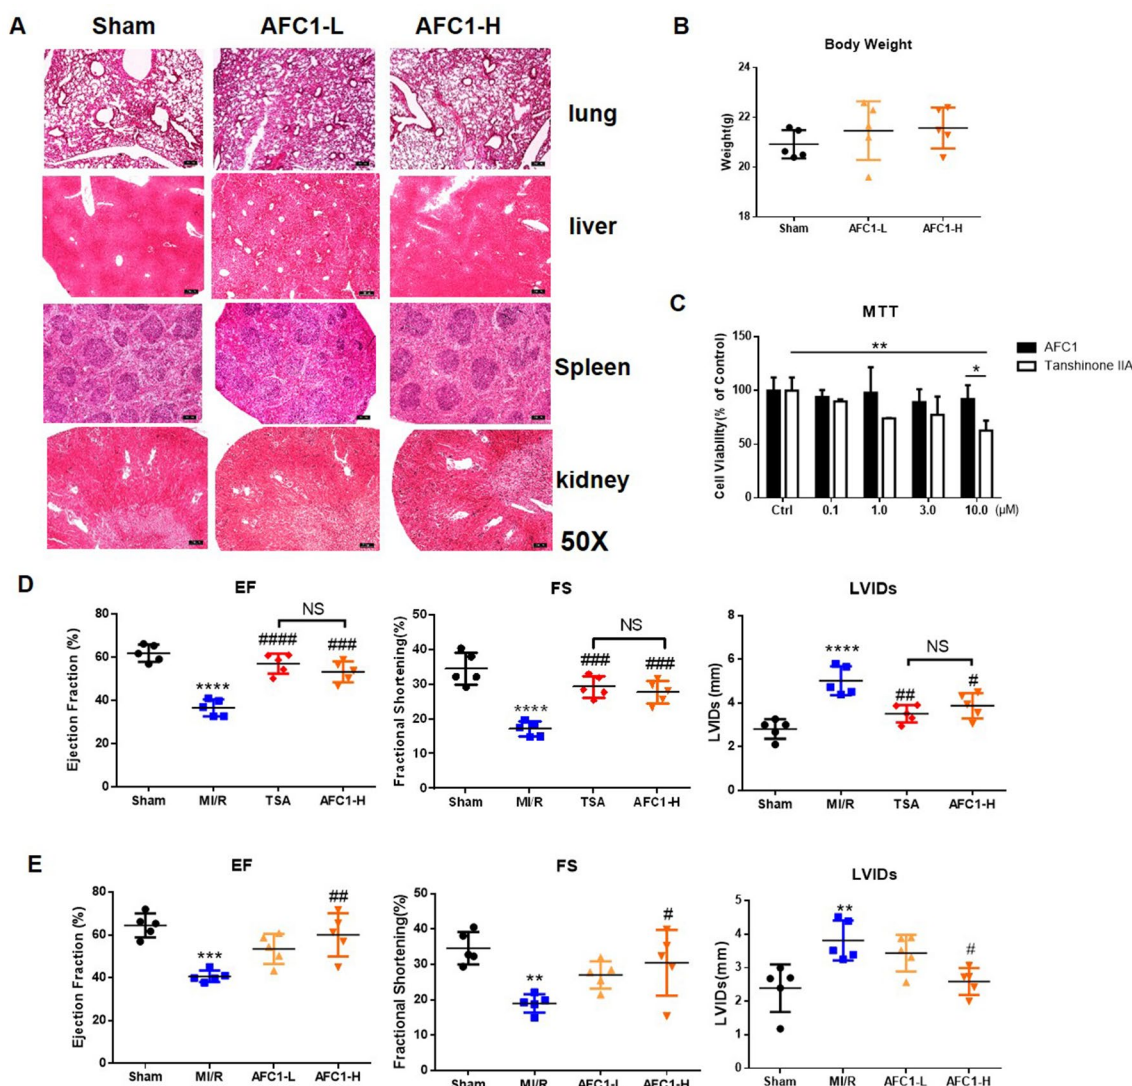 A
Sham
AFC1-L
AFC1-H
lung
liver
Spleen
kidney
50X
B
Body Weight
Weight(g)
24
22
20
18
Sham
AFC1-L
AFC1-H
C
MTT
Cell Viability(% of Control)
150
100
50
0
**
*
AFC1
Tanshinone IIA
Ctrl
0.1
1.0
3.0
10.0
(μM)
D
EF
Ejection Fraction (%)
80
60
40
20
0
****
####
###
NS
Sham
MI/R
TSA
AFC1-H
FS
Fractional Shortening(%)
50
40
30
20
10
0
****
###
###
NS
Sham
MI/R
TSA
AFC1-H
LVIDs
LVIDs (mm)
8
6
4
2
0
****
##
#
NS
Sham
MI/R
TSA
AFC1-H
E
EF
Ejection Fraction (%)
80
60
40
20
0
***
##
Sham
MI/R
AFC1-L
AFC1-H
FS
Fractional Shortening(%)
50
40
30
20
10
0
**
#
Sham
MI/R
AFC1-L
AFC1-H
LVIDs
LVIDs(mm)
5
4
3
2
1
0
**
#
Sham
MI/R
AFC1-L
AFC1-H